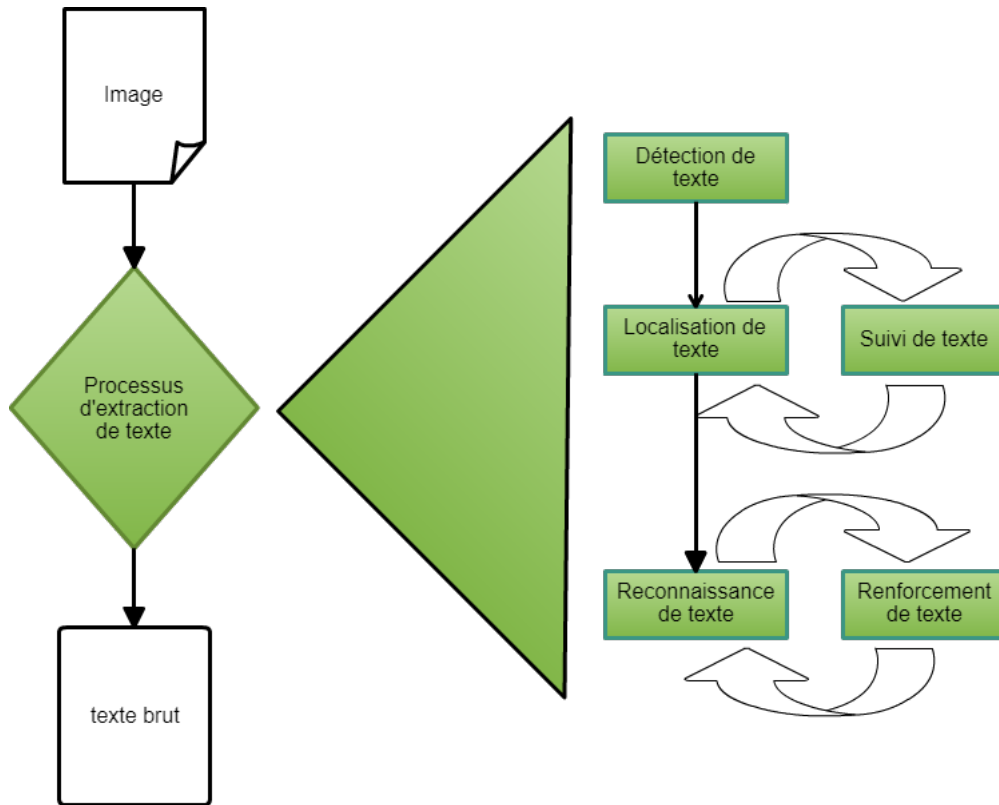 Image
Processus
d'extraction
de texte
texte brut
Détection de
texte
Localisation de
texte
Suivi de texte
Reconnaissance
de texte
Renforcement
de texte